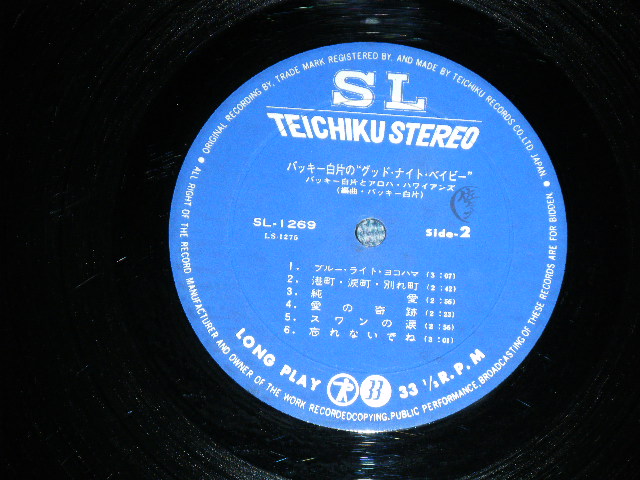 ORIGINAL RECORDING BY, TRADE MARK REGISTERED BY, AND MADE BY TEICHIKU RECORDS CO., LTD. JAPAN ●
SL
TEICHIKU STEREO
バッキー白片の"グッド・ナイト・ベイビー"
バッキー白片とアロハ・ハワイアンズ
(編曲・バッキー白片)
SL-1269
LS-1275
Side-2
1. ブルー・ライト・ヨコハマ (3:07)
2. 港町・涙町・別れ町 (2:42)
3. 純愛 (2:56)
4. 愛の奇跡 (2:23)
5. スワンの涙 (2:36)
6. 忘れないでね (3:01)
LONG PLAY
33
33 1/3 R.P.M
● ALL RIGHT OF THE RECORD MANUFACTURER AND OWNER OF THE WORK RECORDED COPYING, PUBLIC PERFORMANCE, BROADCASTING OF THESE RECORDS ARE FOR BIDDEN.